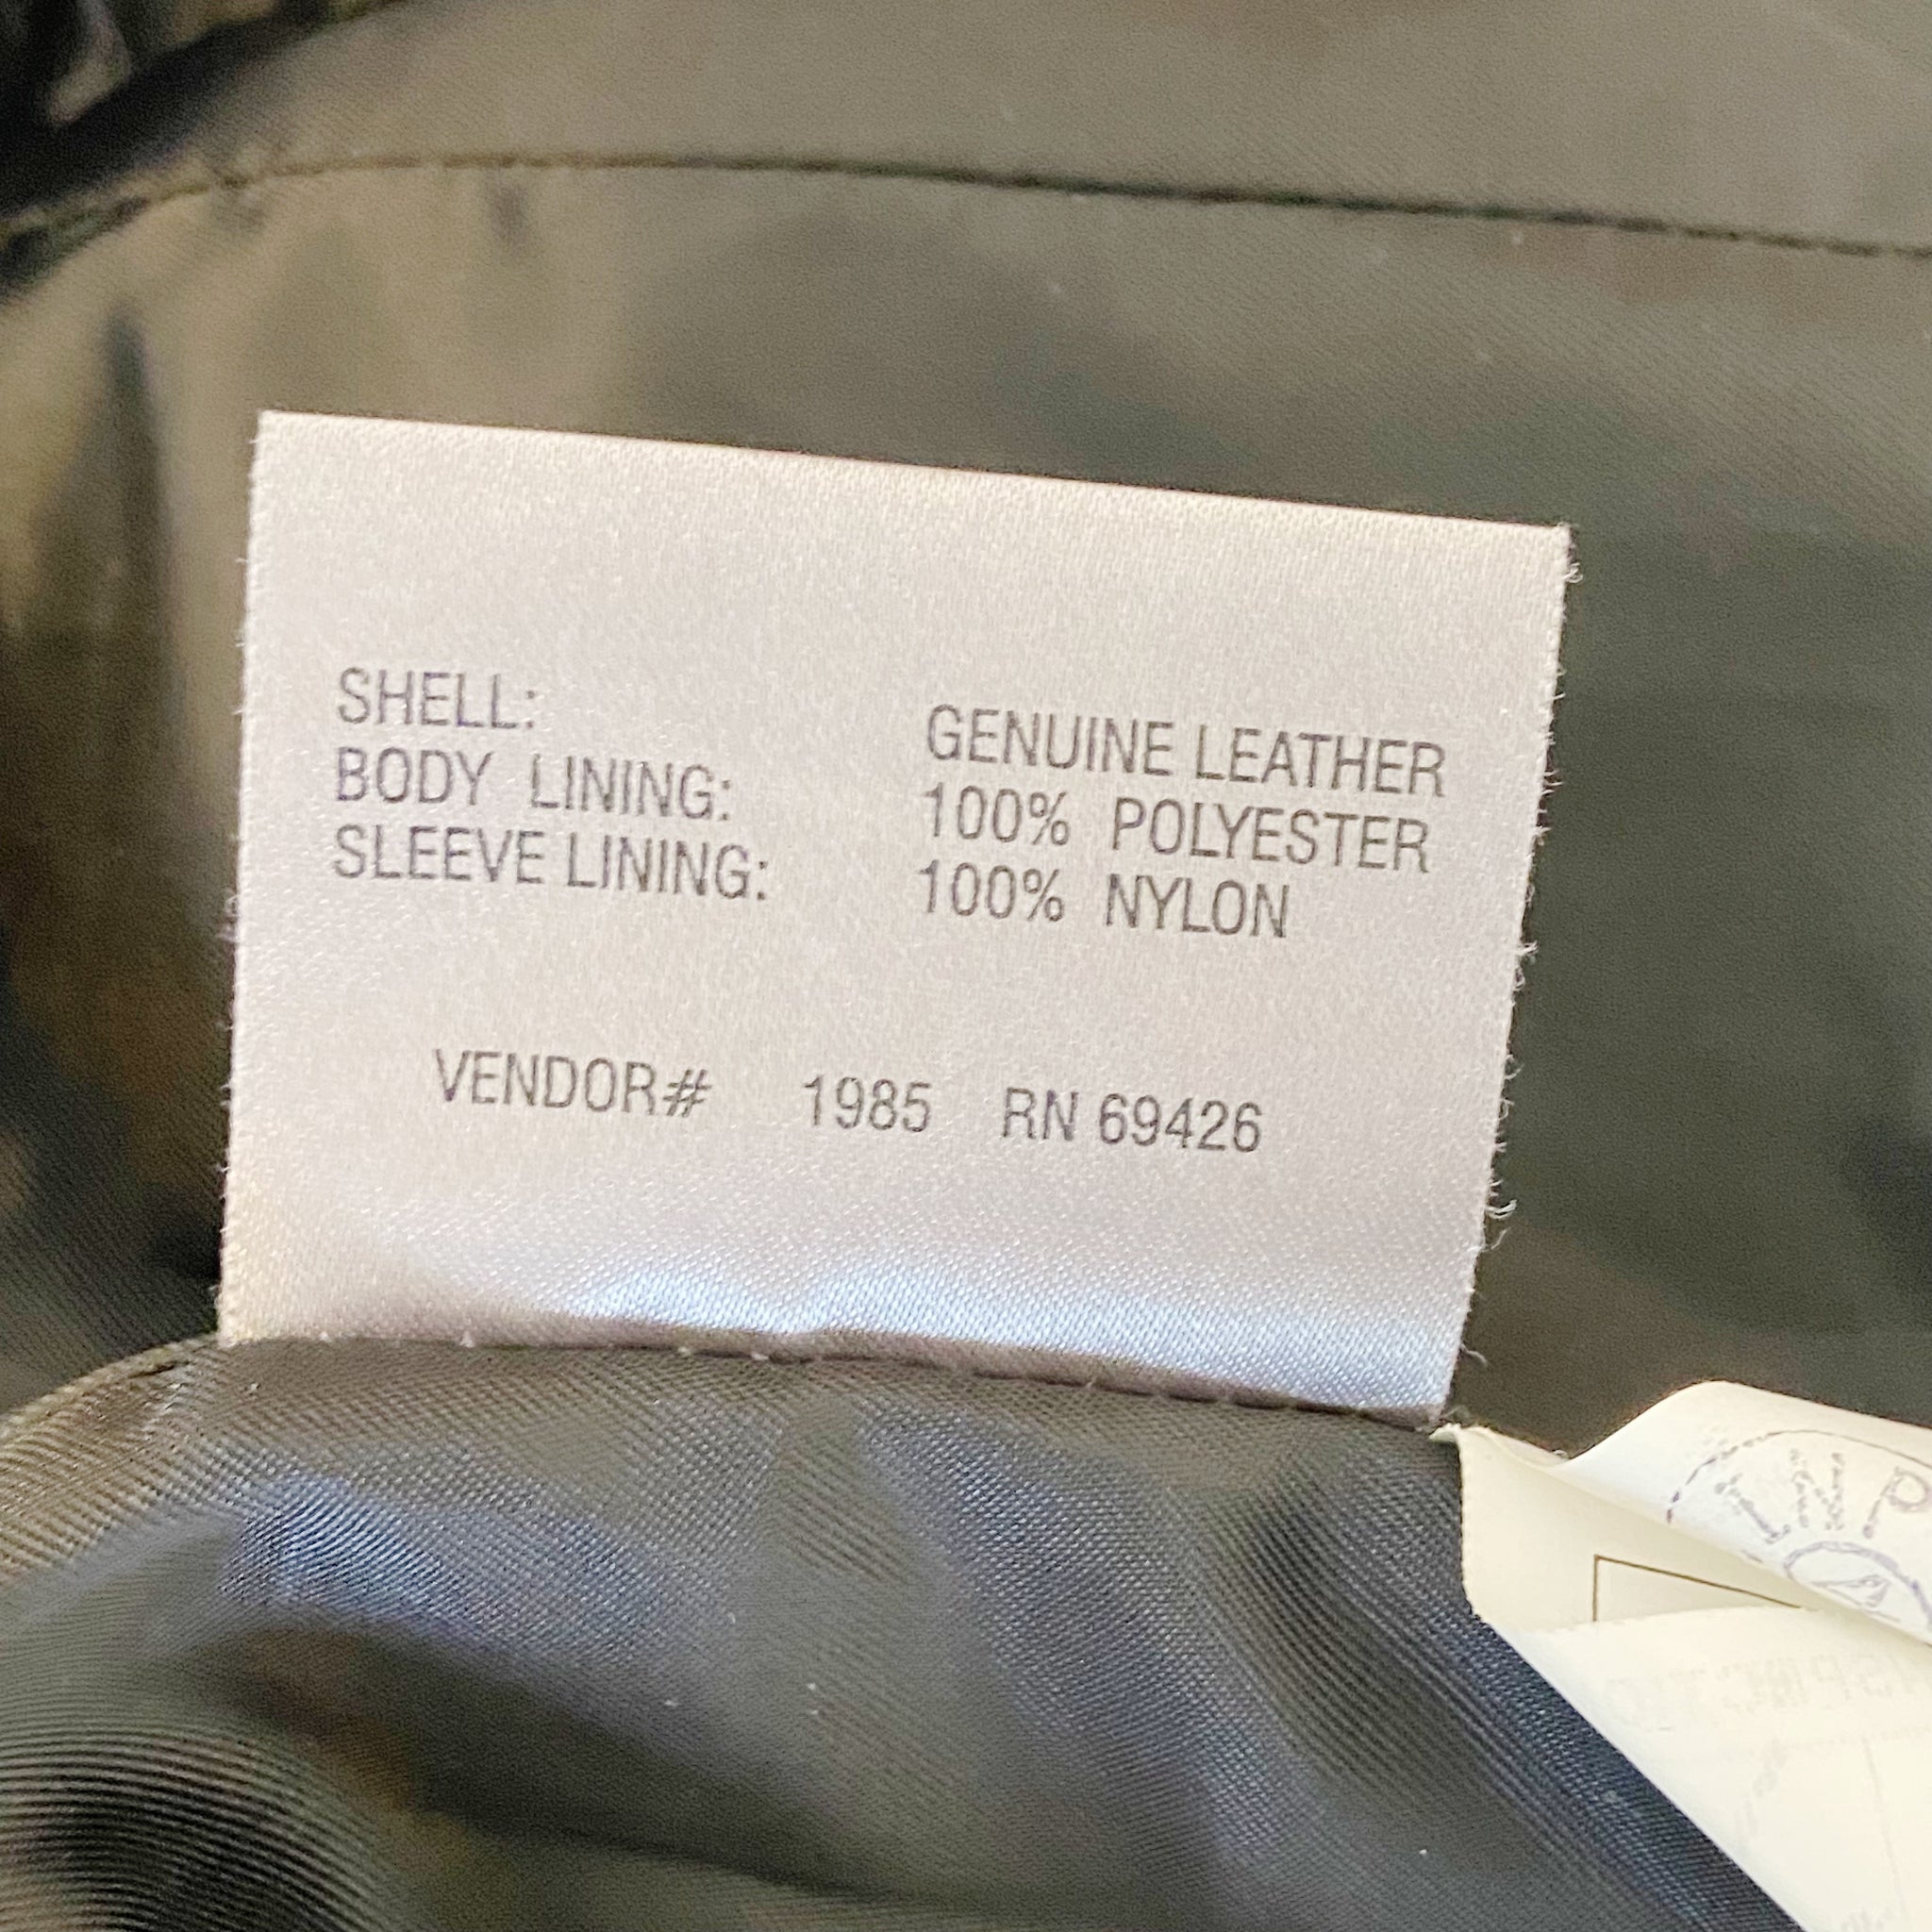 SHELL: GENUINE LEATHER
BODY LINING: 100% POLYESTER
SLEEVE LINING: 100% NYLON
VENDOR# 1985 RN 69426